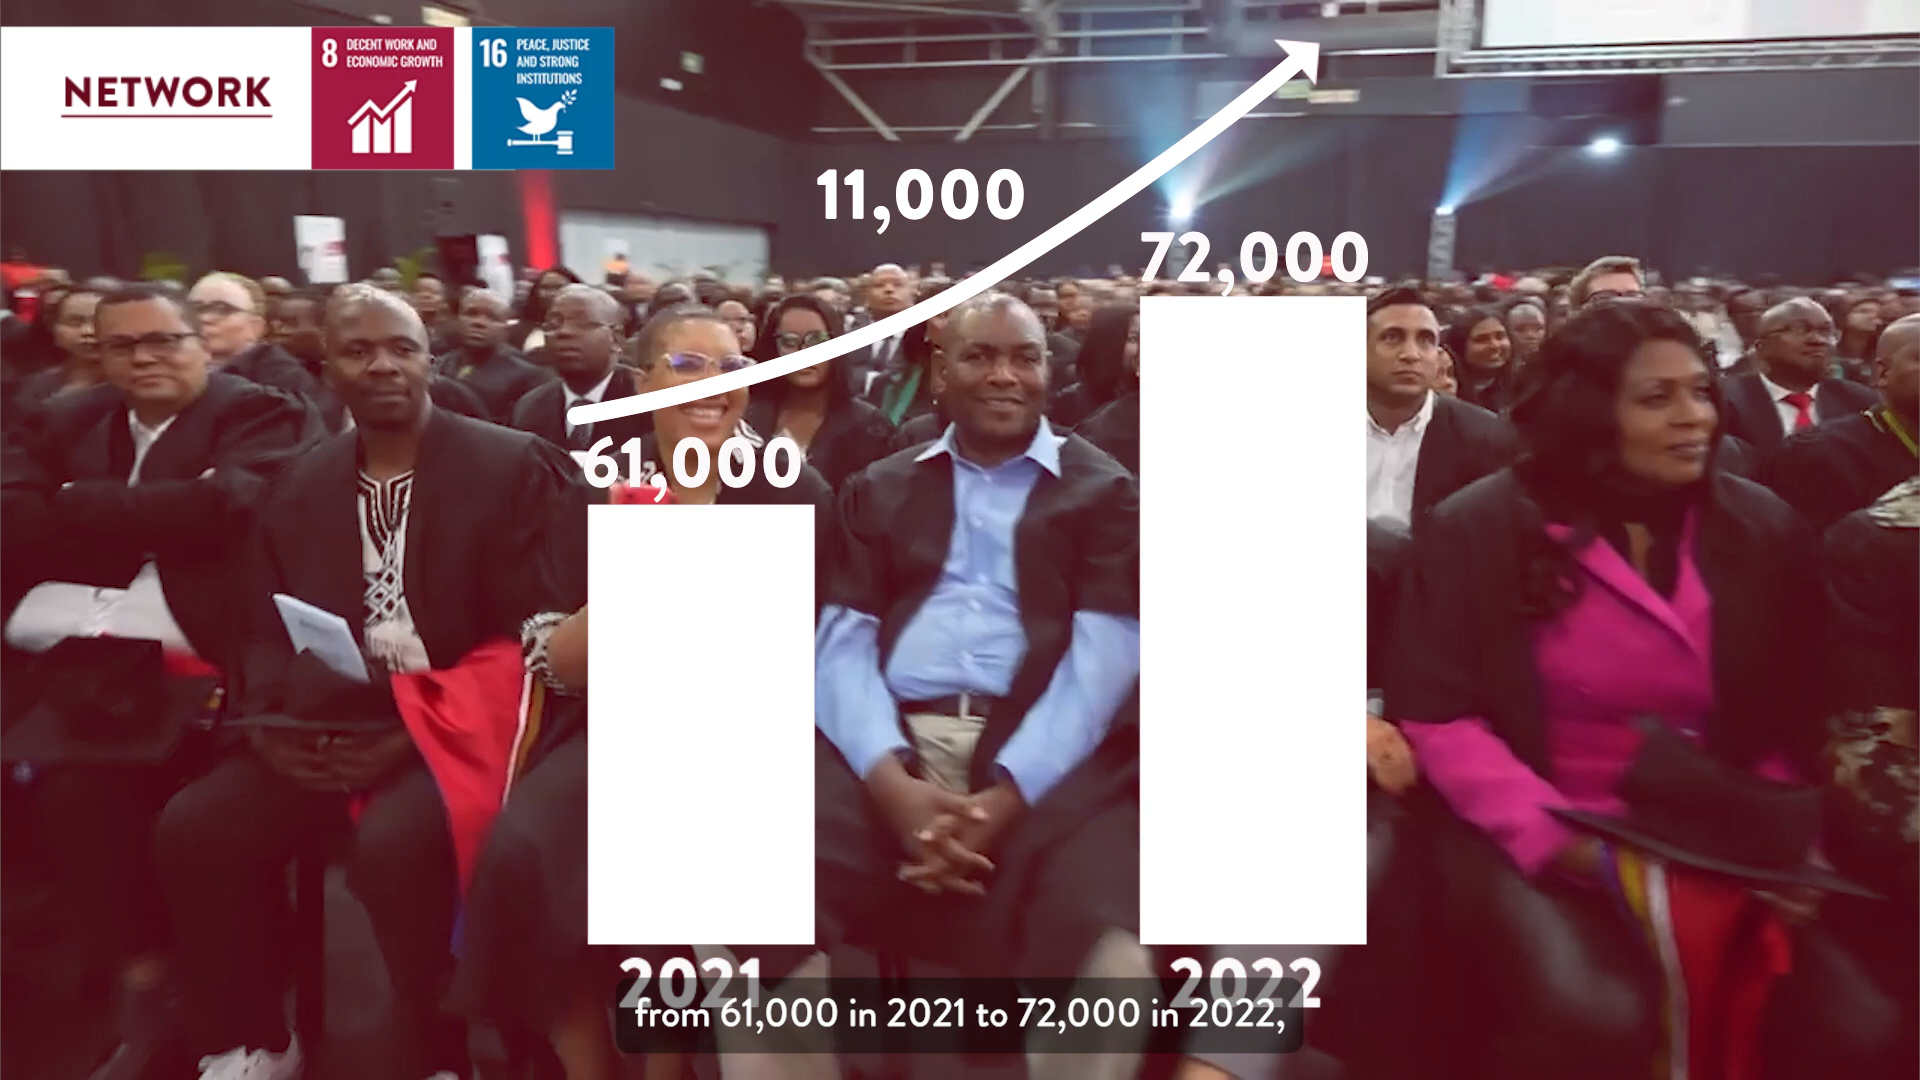 NETWORK
8 DECENT WORK AND
ECONOMIC GROWTH
16 PEACE, JUSTICE
AND STRONG
INSTITUTIONS
11,000
72,000
61,000
2021
2022
from 61,000 in 2021 to 72,000 in 2022,